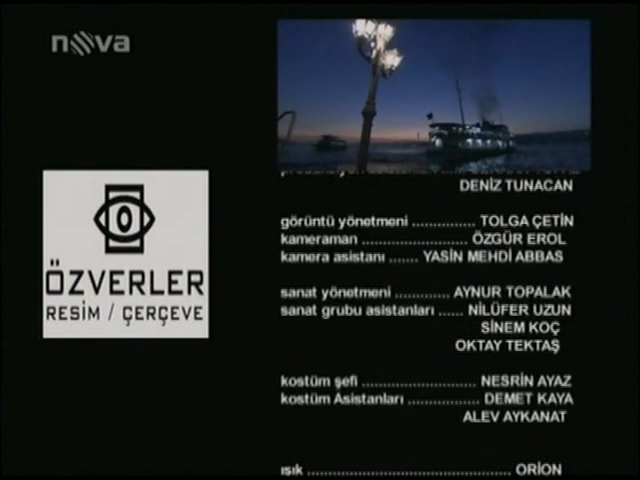 nova
DENİZ TUNACAN
görüntü yönetmeni ............... TOLGA ÇETİN
kameraman ......................... ÖZGÜR EROL
kamera asistanı ....... YASİN MEHDİ ABBAS
ÖZVERLER
RESİM / ÇERÇEVE
sanat yönetmeni ............. AYNUR TOPALAK
sanat grubu asistanları ...... NİLÜFER UZUN
SİNEM KOÇ
OKTAY TEKTAŞ
kostüm şefi ........................... NESRİN AYAZ
kostüm Asistanları ................. DEMET KAYA
ALEV AYKANAT
ışık ................................................ ORİON